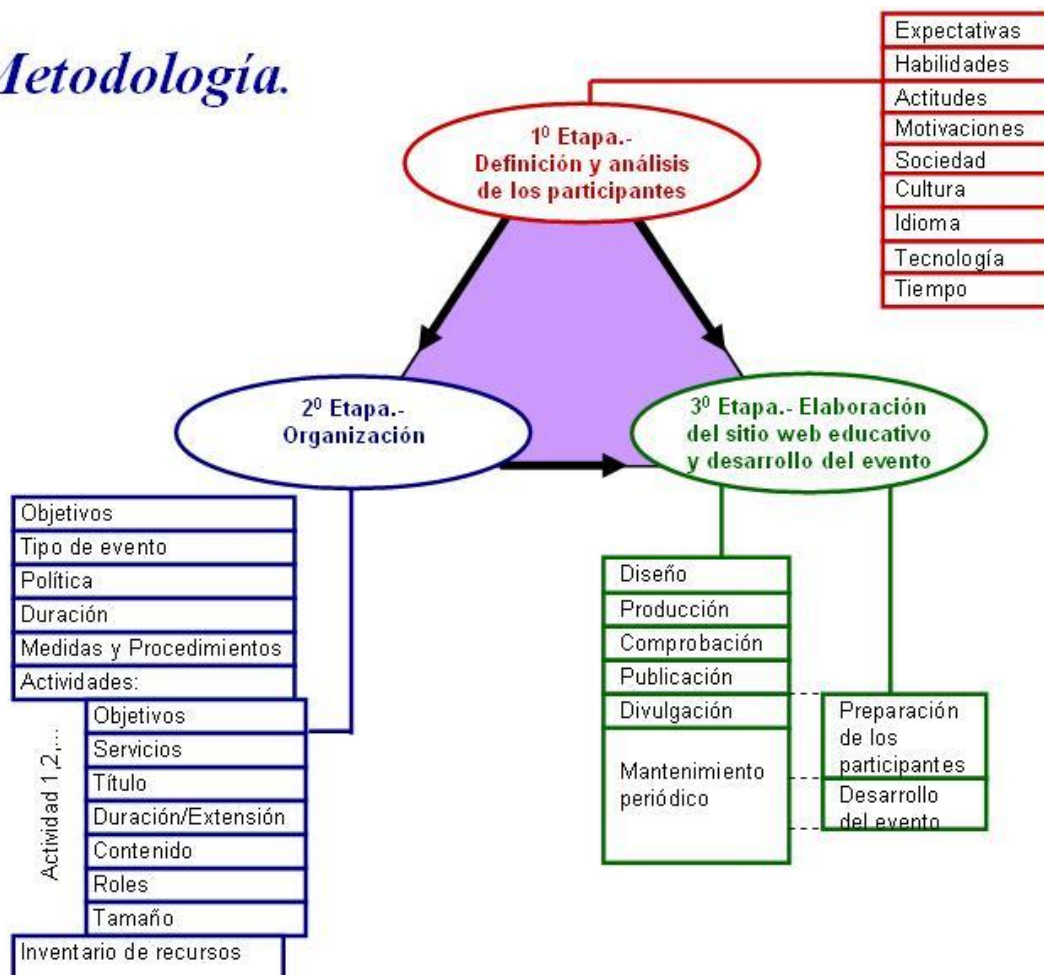 Metodología.
Expectativas
Habilidades
Actitudes
Motivaciones
Sociedad
Cultura
Idioma
Tecnología
Tiempo
1º Etapa.-
Definición y análisis
de los participantes
2º Etapa.-
Organización
3º Etapa.- Elaboración
del sitio web educativo
y desarrollo del evento
Objetivos
Tipo de evento
Política
Duración
Medidas y Procedimientos
Actividades:
Actividad 1,2,...
Objetivos
Servicios
Título
Duración/Extensión
Contenido
Roles
Tamaño
Inventario de recursos
Diseño
Producción
Comprobación
Publicación
Divulgación
Mantenimiento
periódico
Preparación
de los
participantes
Desarrollo
del evento